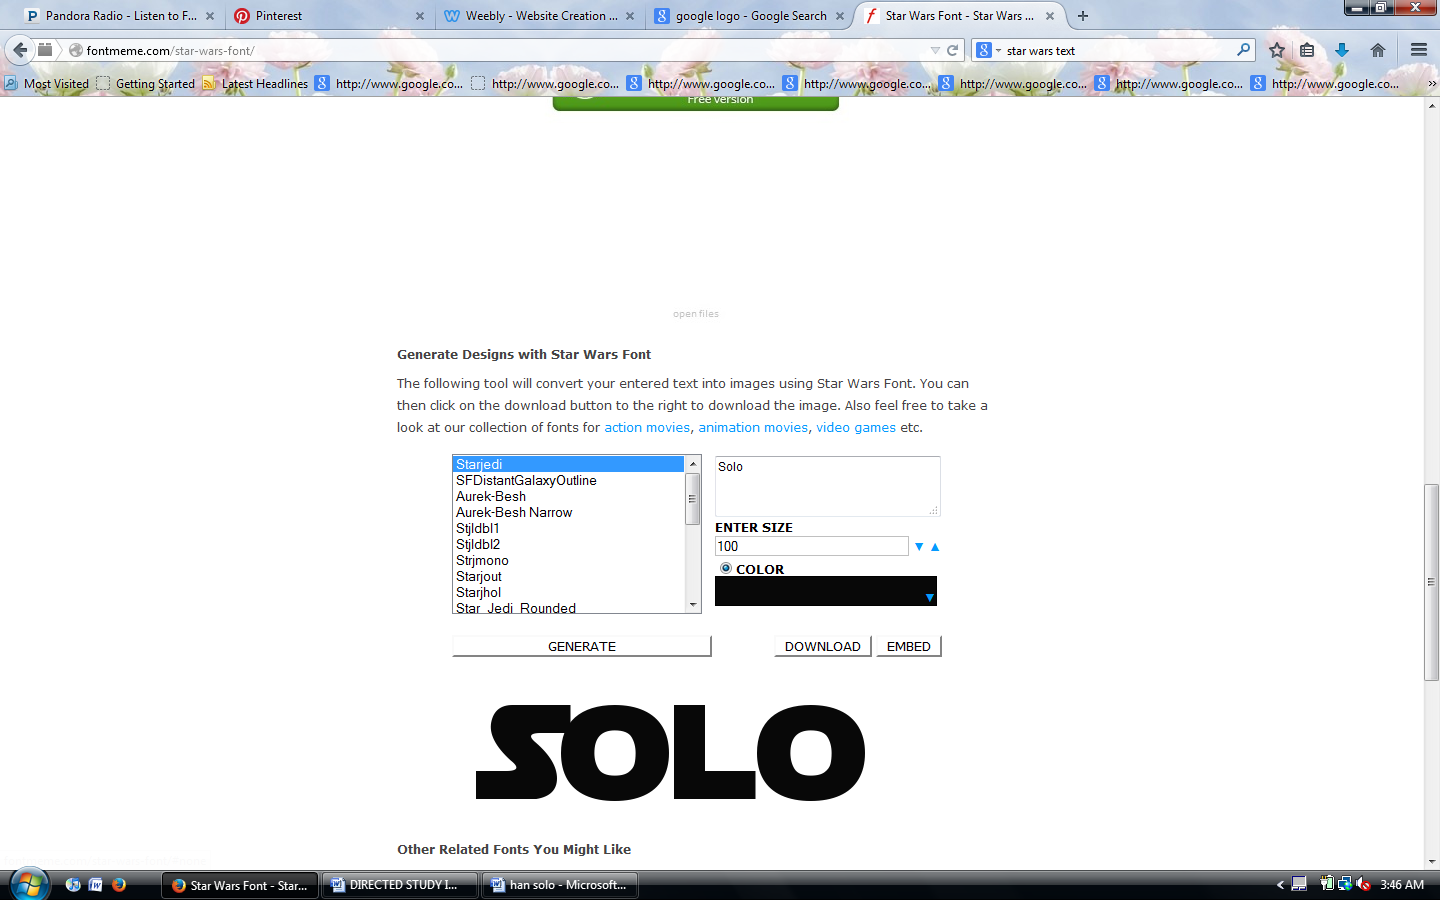 Pandora Radio - Listen to F...
Pinterest
Weebly - Website Creation ...
google logo - Google Search
Star Wars Font - Star Wars ...
fontmeme.com/star-wars-font/
star wars text
Most Visited
Getting Started
Latest Headlines
http://www.google.co...
http://www.google.co...
http://www.google.co...
http://www.google.co...
http://www.google.co...
http://www.google.co...
http://www.google.co...
Free version
open files
Generate Designs with Star Wars Font
The following tool will convert your entered text into images using Star Wars Font. You can
then click on the download button to the right to download the image. Also feel free to take a
look at our collection of fonts for action movies, animation movies, video games etc.
Starjedi
SFDistantGalaxyOutline
Aurek-Besh
Aurek-Besh Narrow
Stjldbl1
Stjldbl2
Strjmono
Starjout
Starjhol
Star_Jedi_Rounded
Solo
ENTER SIZE
100
COLOR
GENERATE
DOWNLOAD
EMBED
SOLO
Other Related Fonts You Might Like
Star Wars Font - Star...
DIRECTED STUDY I...
han solo - Microsoft...
3:46 AM